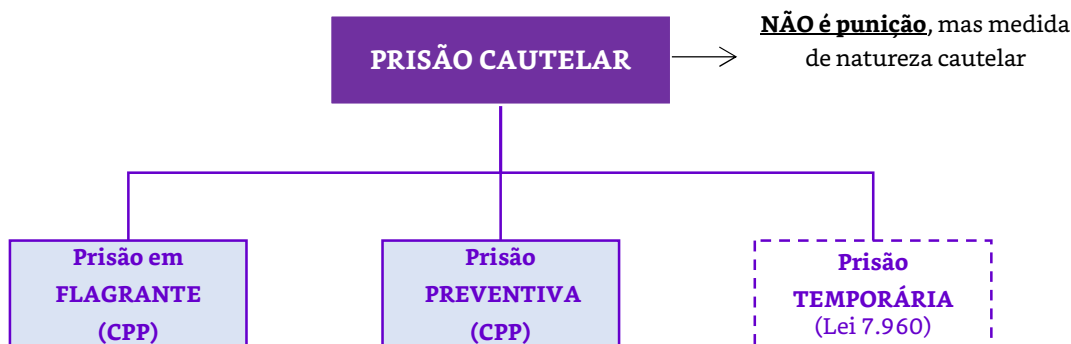 PRISÃO CAUTELAR
NÃO é punição, mas medida
de natureza cautelar
Prisão em
FLAGRANTE
(CPP)
Prisão
PREVENTIVA
(CPP)
Prisão
TEMPORÁRIA
(Lei 7.960)